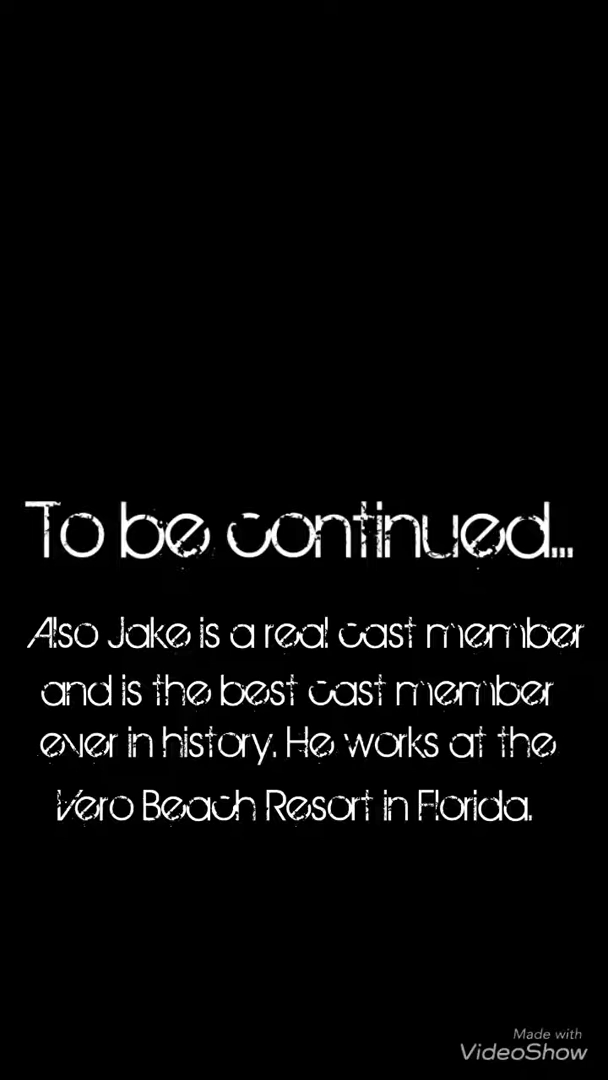 To be continued...
Also Jake is a real cast member
and is the best cast member
ever in history. He works at the
Vero Beach Resort in Florida.
Made with
VideoShow